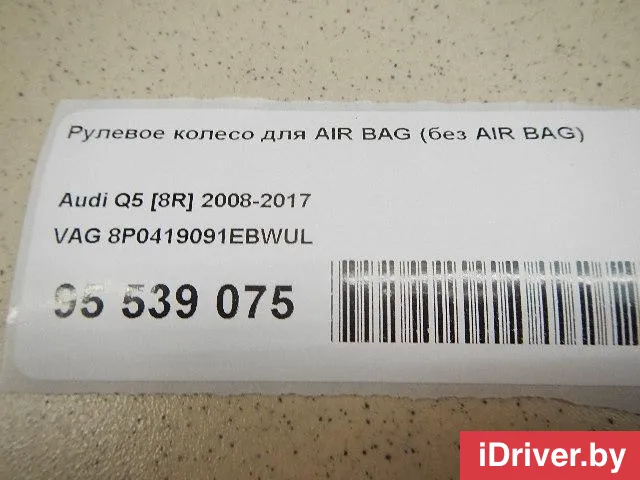 Рулевое колесо для AIR BAG (без AIR BAG)
Audi Q5 [8R] 2008-2017
VAG 8P0419091EBWUL
95 539 075
iDriver.by